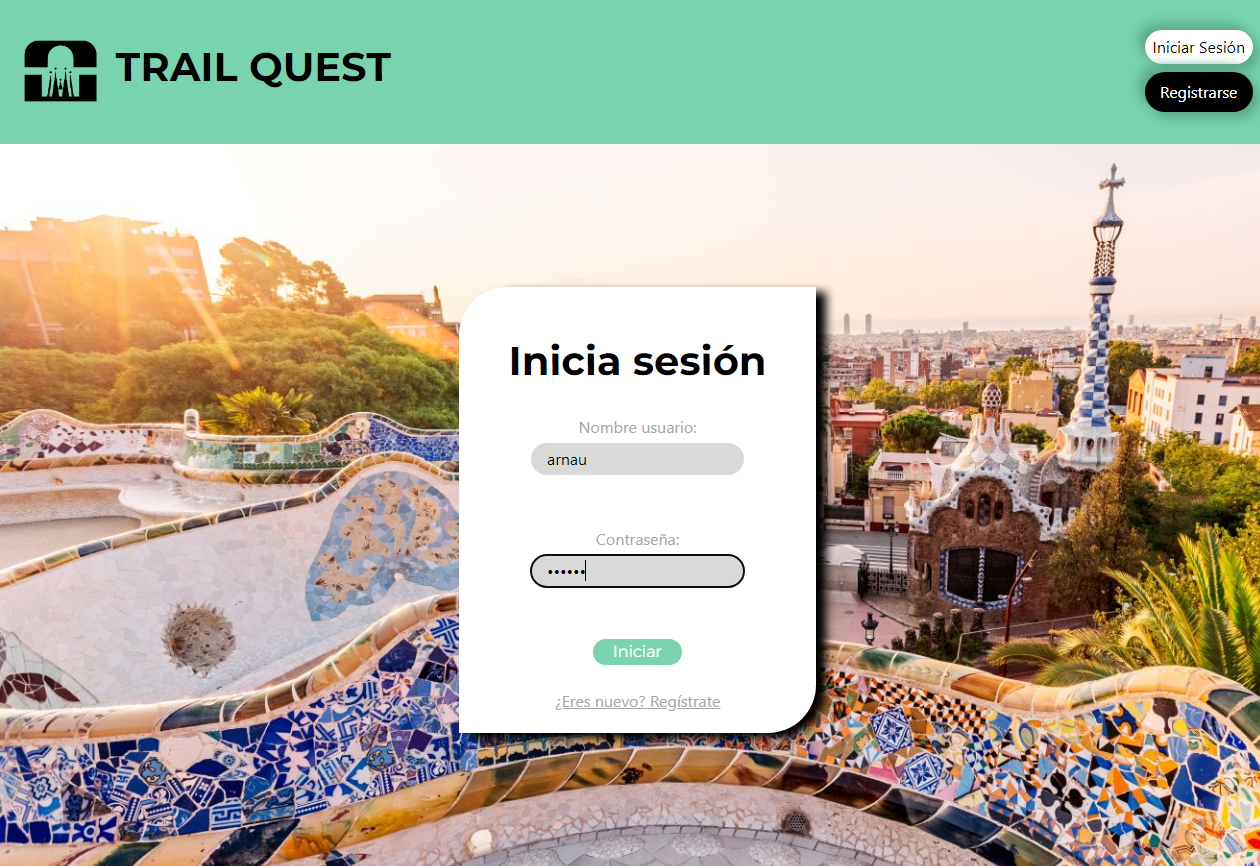 TRAIL QUEST
Iniciar Sesión
Registrarse
Inicia sesión
Nombre usuario:
arnau
Contraseña:
••••••
Iniciar
¿Eres nuevo? Regístrate